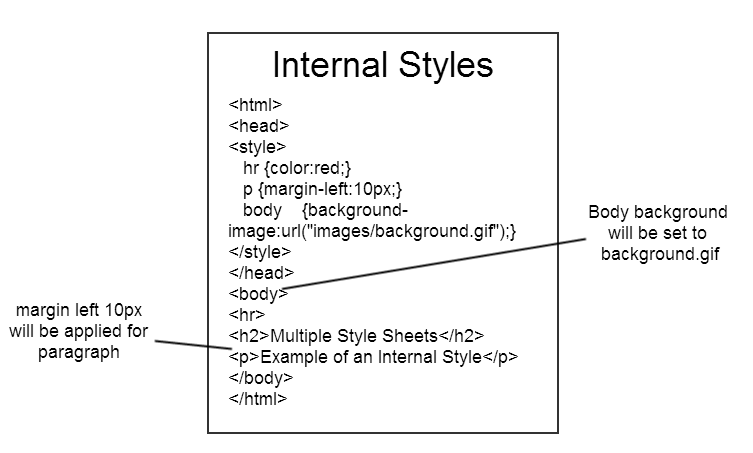 Internal Styles
<html>
<head>
<style>
hr {color:red;}
p {margin-left:10px;}
body {background-
image:url("images/background.gif");}
</style>
</head>
<body>
<hr>
<h2>Multiple Style Sheets</h2>
<p>Example of an Internal Style</p>
</body>
</html>
Body background
will be set to
background.gif
margin left 10px
will be applied for
paragraph